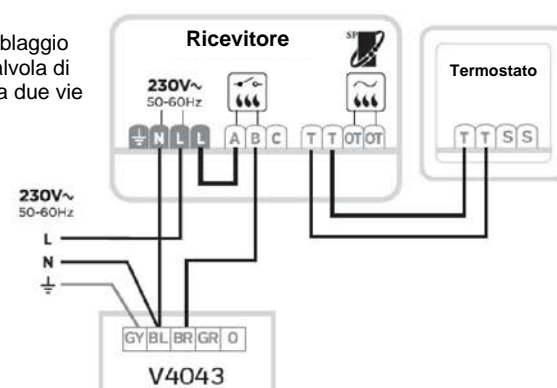 blaggio
alvola di
a due vie
Ricevitore
SP
230V~
50-60Hz
N L L A B C T T OT OT
Termostato
T T S S
230V~
50-60Hz
L
N
GY BL BR GR O
V4043